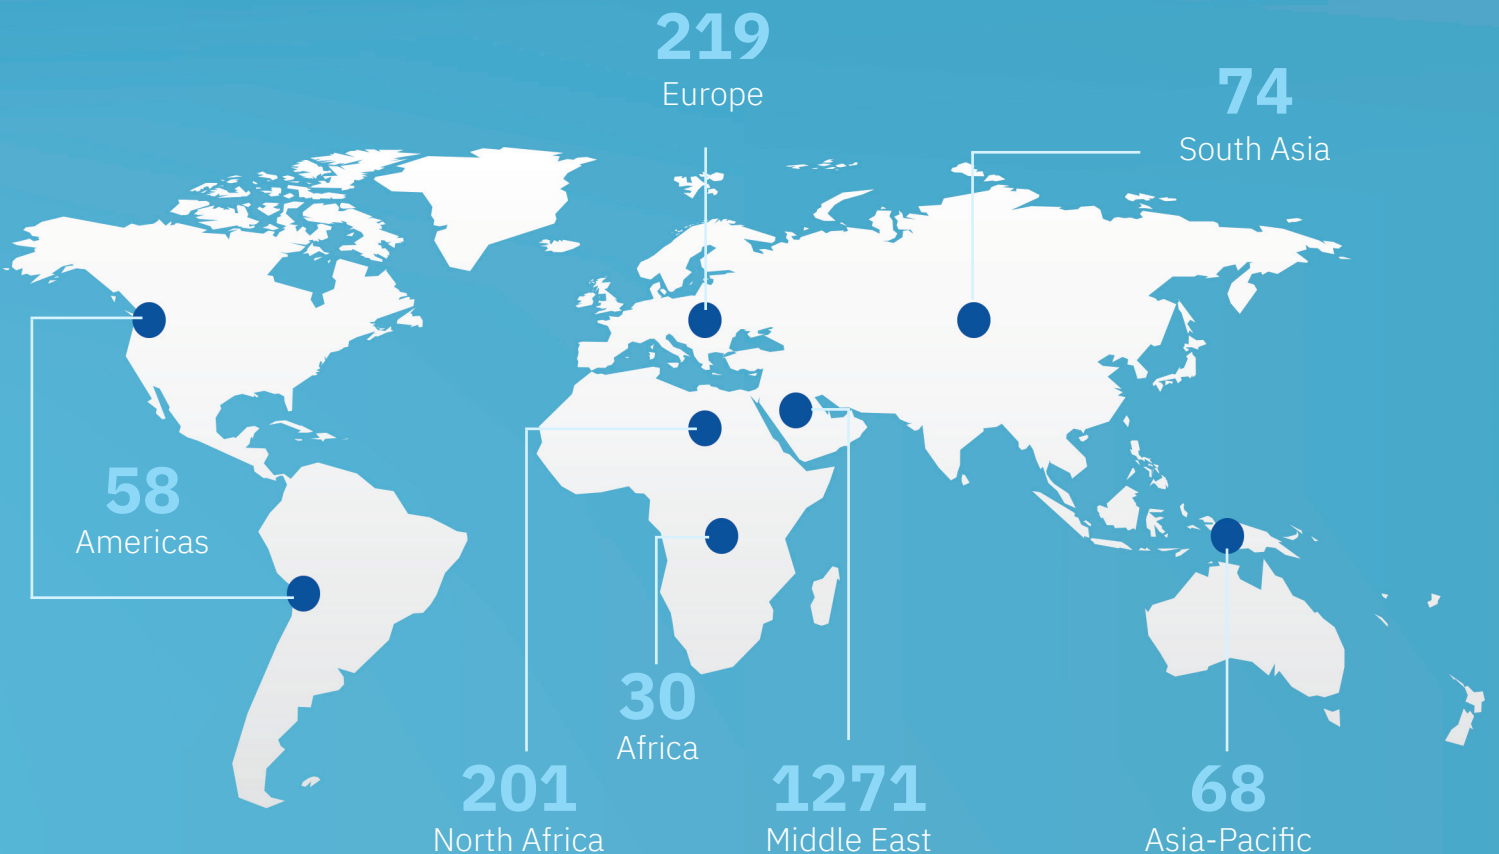 219
Europe
74
South Asia
58
Americas
30
Africa
201
North Africa
1271
Middle East
68
Asia-Pacific